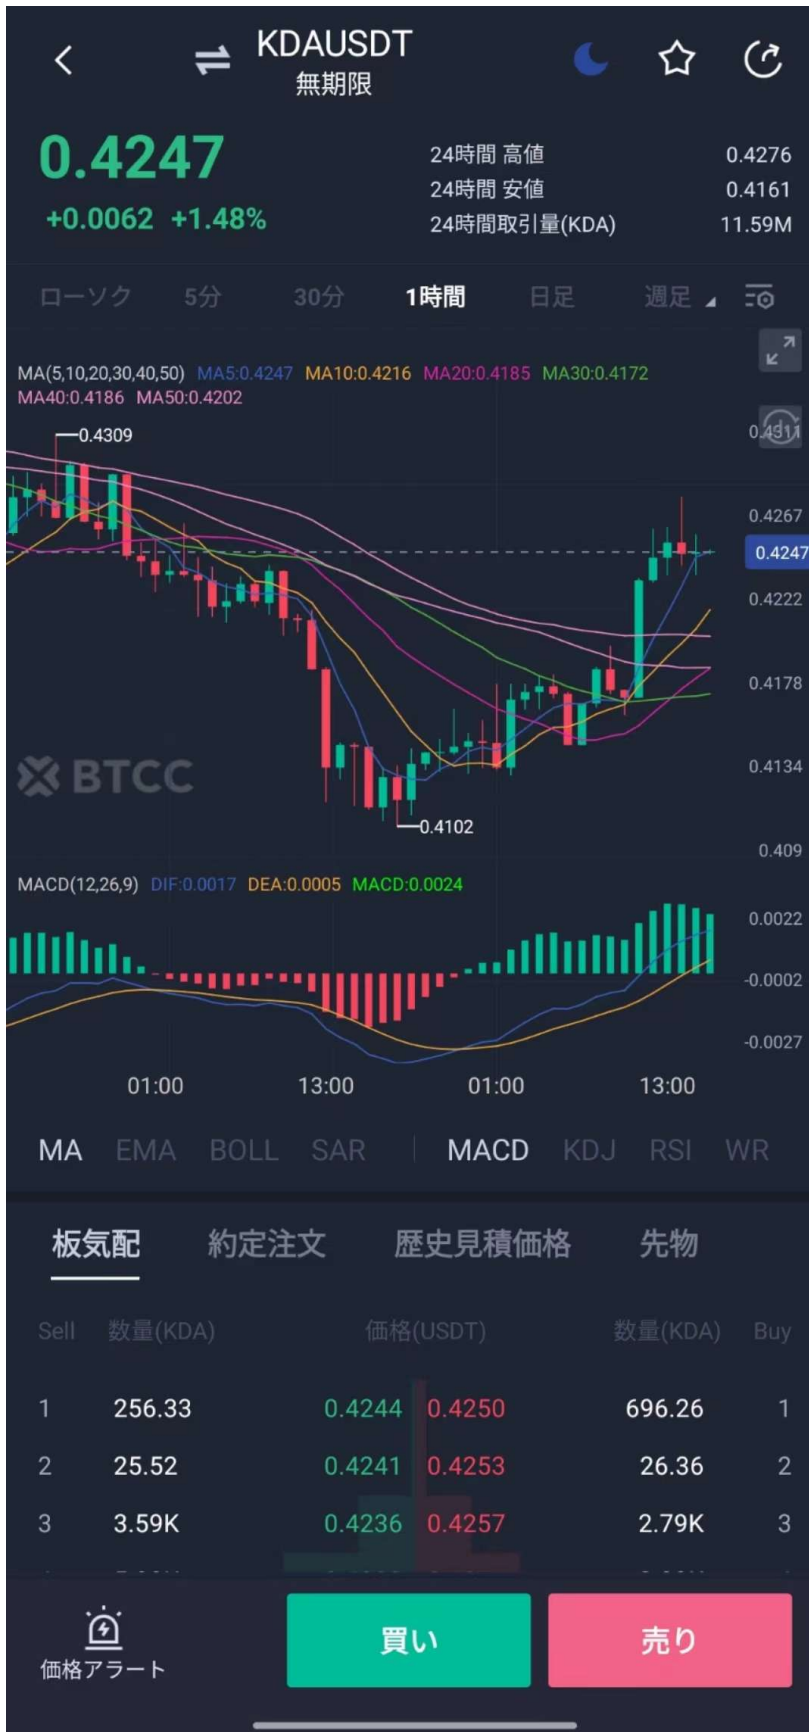 KDAUSDT
無期限
0.4247
+0.0062 +1.48%
24時間 高値 0.4276
24時間 安値 0.4161
24時間取引量(KDA) 11.59M
ローソク 5分 30分 1時間 日足 週足
MA(5,10,20,30,40,50) MA5:0.4247 MA10:0.4216 MA20:0.4185 MA30:0.4172
MA40:0.4186 MA50:0.4202
0.4309
0.4311
0.4267
0.4247
0.4222
0.4178
BTCC
0.4134
0.4102
0.409
MACD(12,26,9) DIF:0.0017 DEA:0.0005 MACD:0.0024
0.0022
-0.0002
-0.0027
01:00 13:00 01:00 13:00
MA EMA BOLL SAR MACD KDJ RSI WR
板気配 約定注文 歴史見積価格 先物
Sell 数量(KDA) 価格(USDT) 数量(KDA) Buy
1 256.33 0.4244 0.4250 696.26 1
2 25.52 0.4241 0.4253 26.36 2
3 3.59K 0.4236 0.4257 2.79K 3
価格アラート 買い 売り